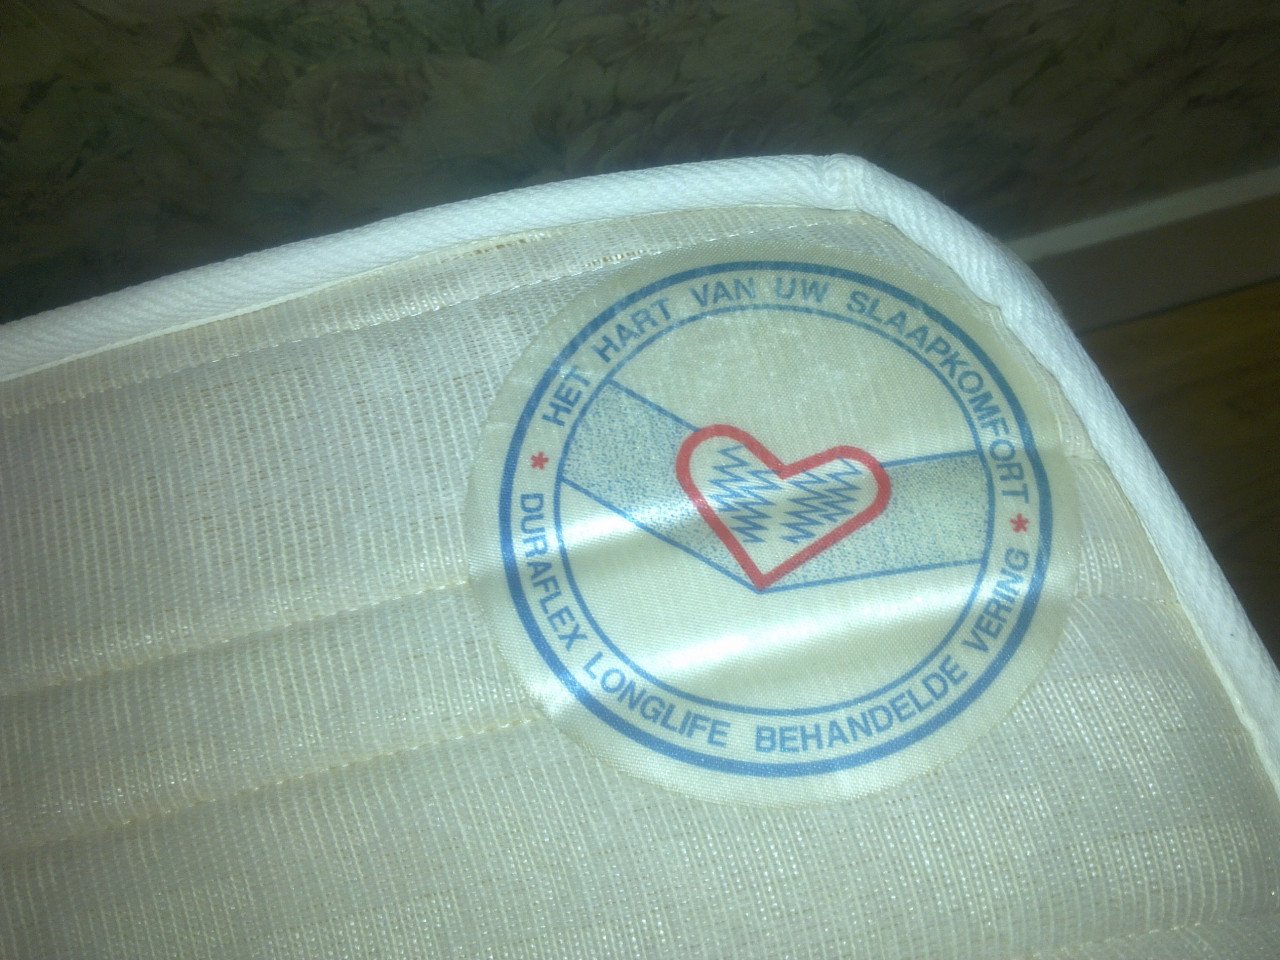 HET HART VAN UW SLAAPKOMFORT
* DURAFLEX LONGLIFE BEHANDELDE VERING *